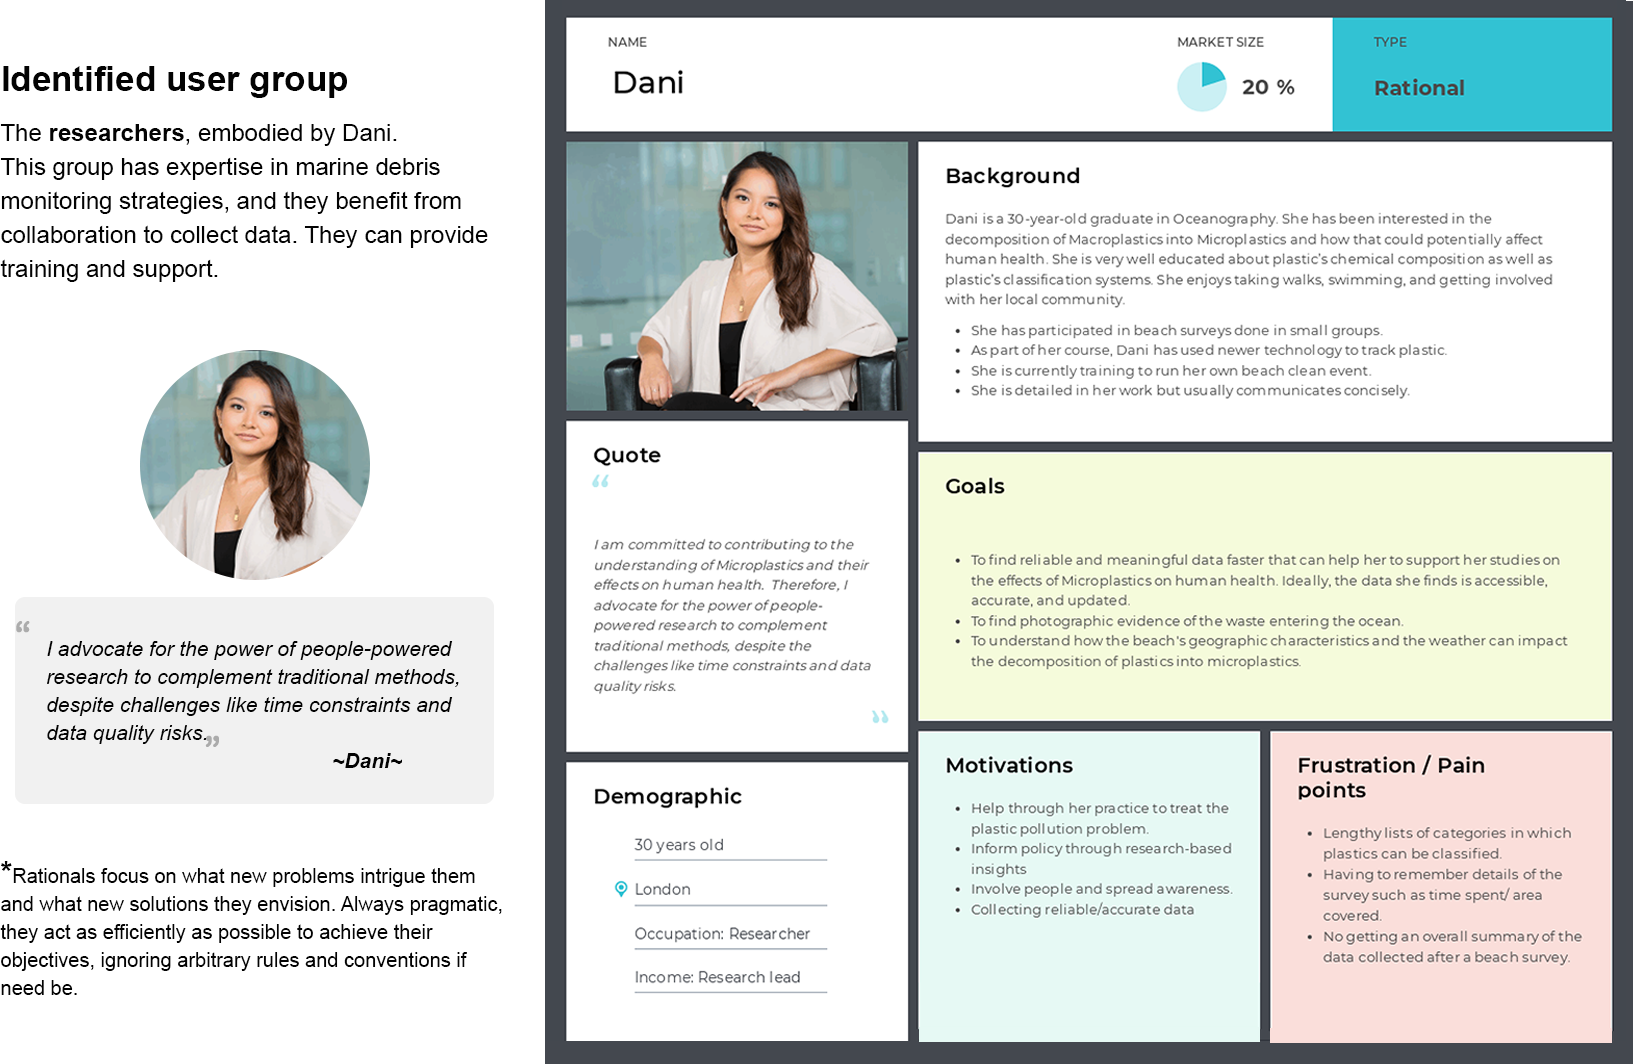 Identified user group
The researchers, embodied by Dani.
This group has expertise in marine debris
monitoring strategies, and they benefit from
collaboration to collect data. They can provide
training and support.
“
I advocate for the power of people-powered
research to complement traditional methods,
despite challenges like time constraints and
data quality risks.”
~Dani~
*Rationals focus on what new problems intrigue them
and what new solutions they envision. Always pragmatic,
they act as efficiently as possible to achieve their
objectives, ignoring arbitrary rules and conventions if
need be.
NAME
Dani
MARKET SIZE
20 %
TYPE
Rational
Background
Dani is a 30-year-old graduate in Oceanography. She has been interested in the
decomposition of Macroplastics into Microplastics and how that could potentially affect
human health. She is very well educated about plastic's chemical composition as well as
plastic's classification systems. She enjoys taking walks, swimming, and getting involved
with her local community.
• She has participated in beach surveys done in small groups.
• As part of her course, Dani has used newer technology to track plastic.
• She is currently training to run her own beach clean event.
• She is detailed in her work but usually communicates concisely.
Quote
“
I am committed to contributing to the
understanding of Microplastics and their
effects on human health. Therefore, I
advocate for the power of people-
powered research to complement
traditional methods, despite the
challenges like time constraints and data
quality risks.
”
Goals
• To find reliable and meaningful data faster that can help her to support her studies on
the effects of Microplastics on human health. Ideally, the data she finds is accessible,
accurate, and updated.
• To find photographic evidence of the waste entering the ocean.
• To understand how the beach's geographic characteristics and the weather can impact
the decomposition of plastics into microplastics.
Demographic
30 years old
London
Occupation: Researcher
Income: Research lead
Motivations
• Help through her practice to treat the
plastic pollution problem.
• Inform policy through research-based
insights
• Involve people and spread awareness.
• Collecting reliable/accurate data
Frustration / Pain
points
• Lengthy lists of categories in which
plastics can be classified.
• Having to remember details of the
survey such as time spent/ area
covered.
• No getting an overall summary of the
data collected after a beach survey.